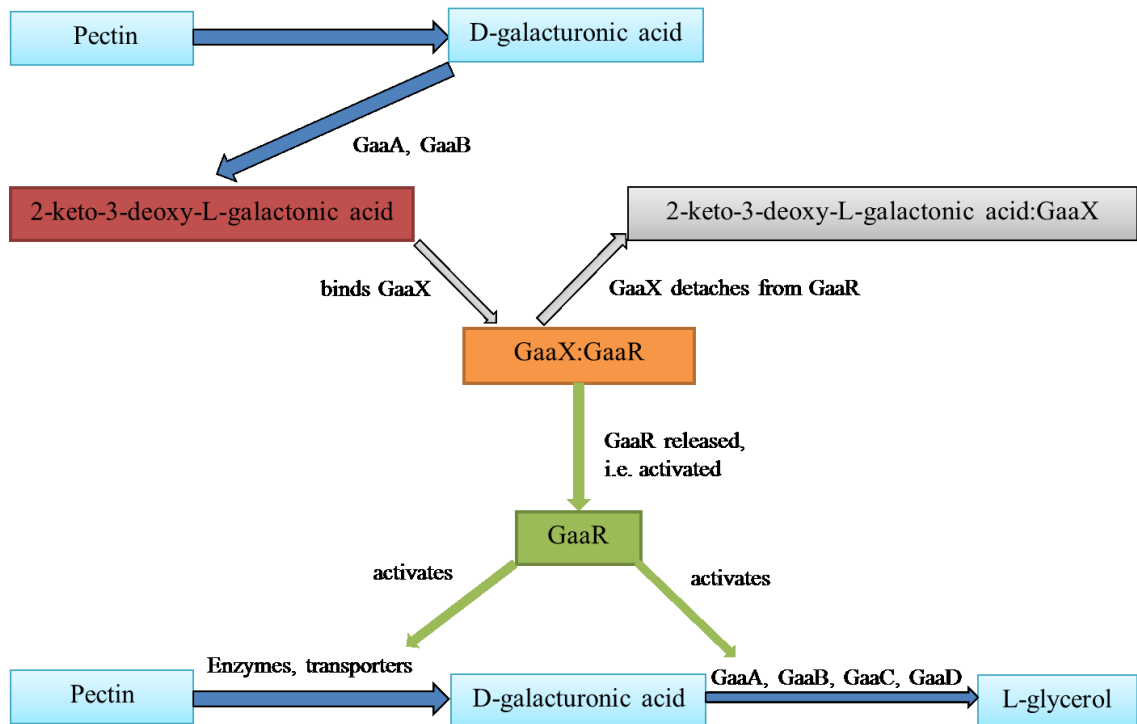 Pectin
D-galacturonic acid
GaaA, GaaB
2-keto-3-deoxy-L-galactonic acid
2-keto-3-deoxy-L-galactonic acid:GaaX
binds GaaX
GaaX detaches from GaaR
GaaX:GaaR
GaaR released,
i.e. activated
GaaR
activates
activates
Enzymes, transporters
GaaA, GaaB, GaaC, GaaD
Pectin
D-galacturonic acid
L-glycerol